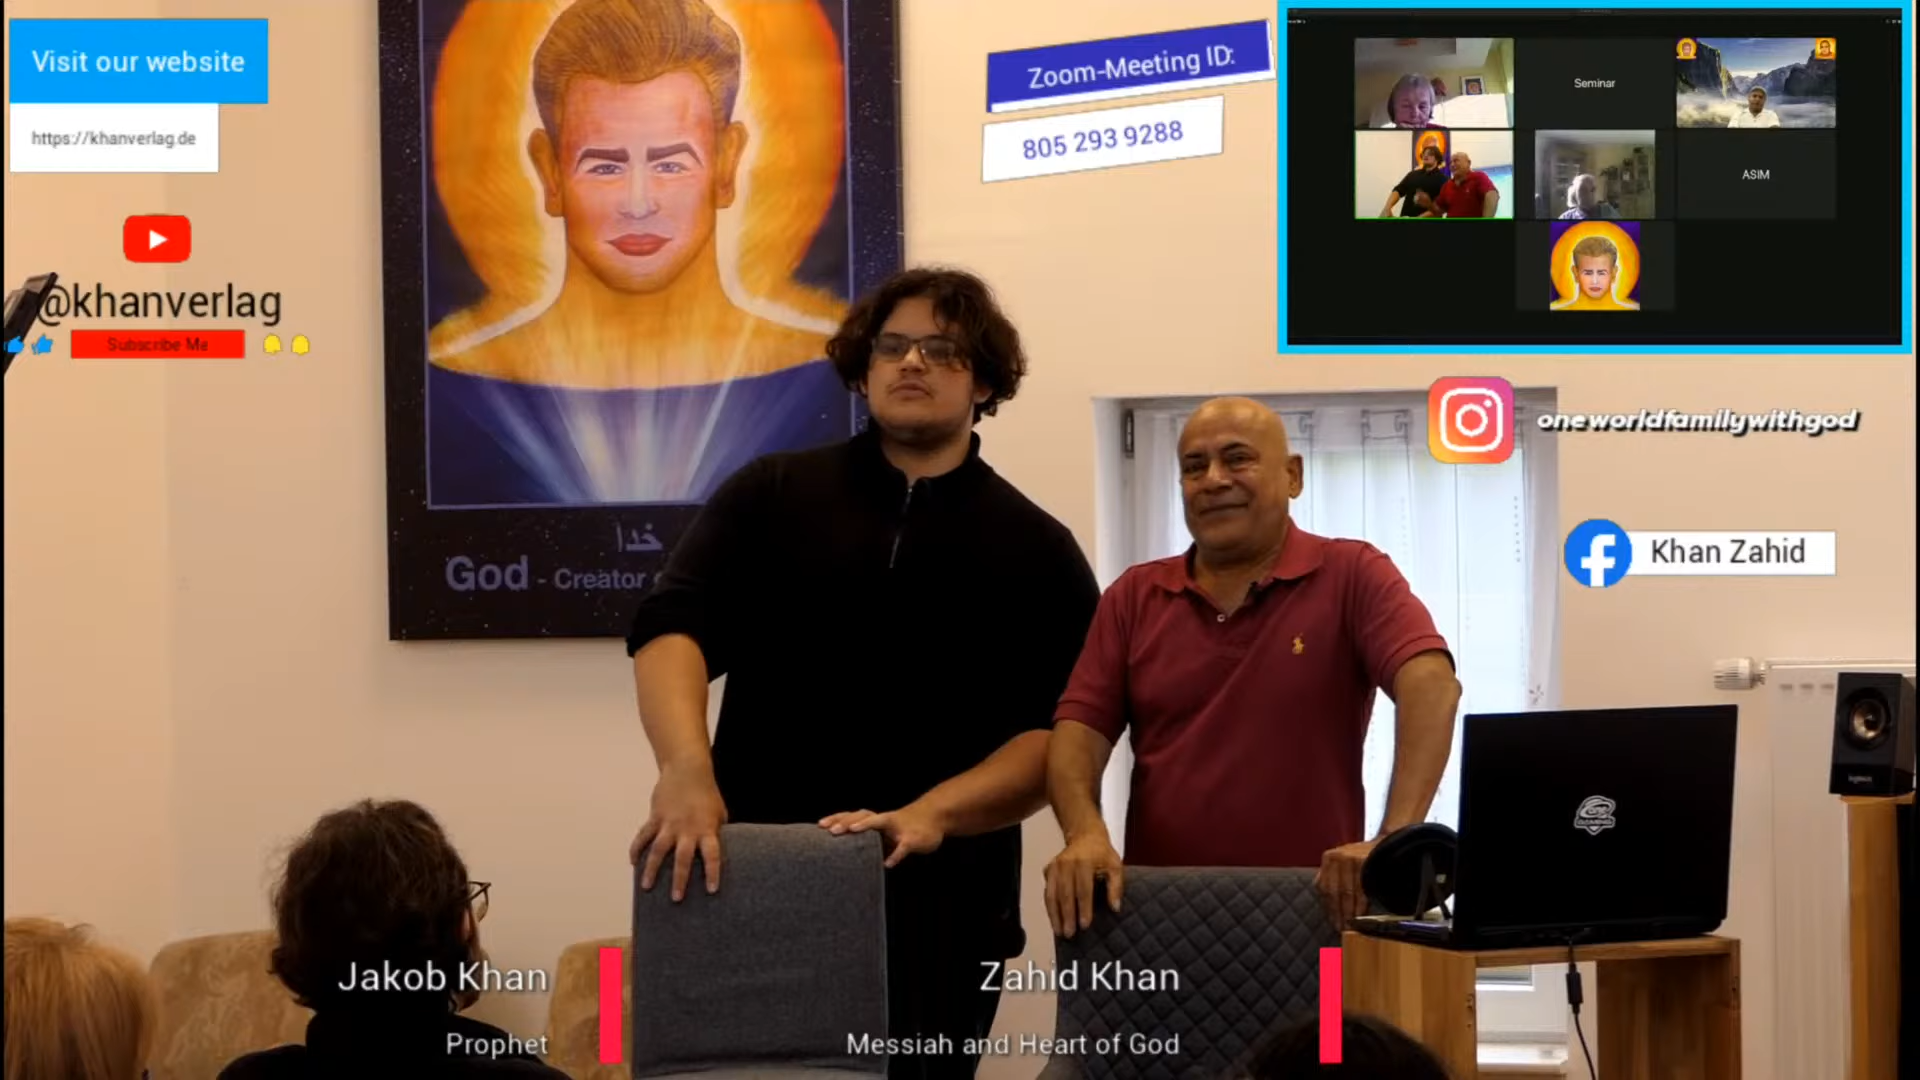 Visit our website
https://khanverlag.de
@khanverlag
Subscribe Me
Zoom-Meeting ID:
805 293 9288
Seminar
ASIM
oneworldfamilywithgod
Khan Zahid
خدا
God - Creator
logitech
Jakob Khan
Prophet
Zahid Khan
Messiah and Heart of God